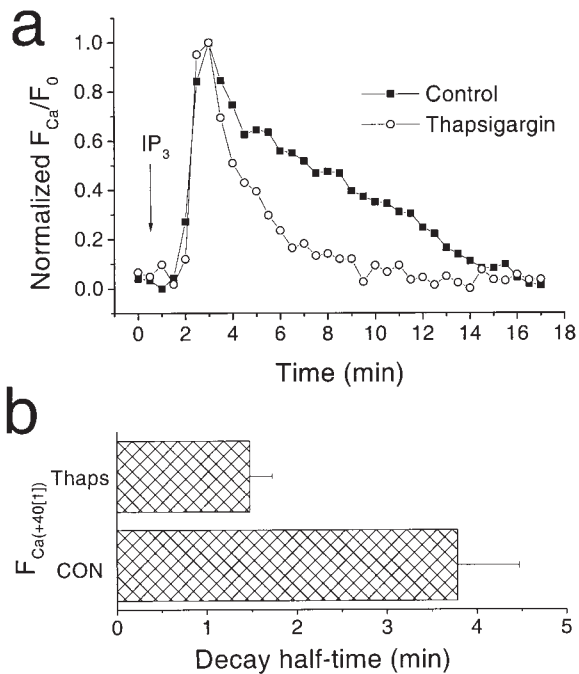 a
Normalized F_Ca/F_0
1.0
0.8
0.6
0.4
0.2
0.0
IP_3
Control
Thapsigargin
0 2 4 6 8 10 12 14 16 18
Time (min)
b
F_Ca(+40[1])
Thaps
CON
0 1 2 3 4 5
Decay half-time (min)